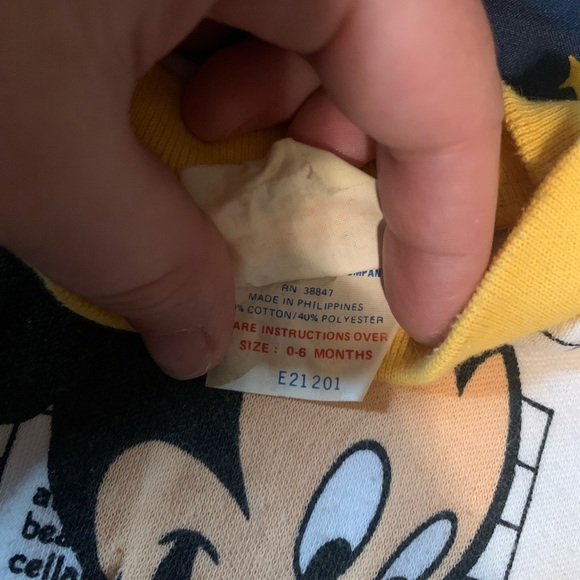 RN 38847
MADE IN PHILIPPINES
% COTTON/40% POLYESTER
ARE INSTRUCTIONS OVER
SIZE : 0-6 MONTHS
E21201